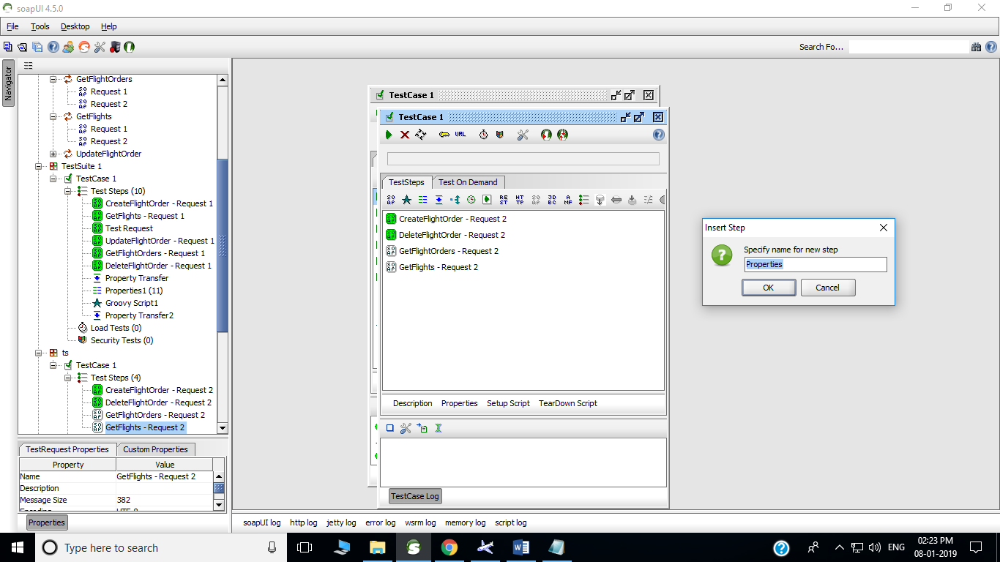 soapUI 4.5.0
File Tools Desktop Help
Search Fo...
Navigator
GetFlightOrders
Request 1
Request 2
GetFlights
Request 1
Request 2
UpdateFlightOrder
TestSuite 1
TestCase 1
Test Steps (10)
CreateFlightOrder - Request 1
GetFlights - Request 1
Test Request
UpdateFlightOrder - Request 1
GetFlightOrders - Request 1
DeleteFlightOrder - Request 1
Property Transfer
Properties1 (11)
Groovy Script1
Property Transfer2
Load Tests (0)
Security Tests (0)
ts
TestCase 1
Test Steps (4)
CreateFlightOrder - Request 2
DeleteFlightOrder - Request 2
GetFlightOrders - Request 2
GetFlights - Request 2
TestRequest Properties Custom Properties
Property Value
Name GetFlights - Request 2
Description
Message Size 382
Properties
TestCase 1
TestCase 1
URL
TestSteps Test On Demand
CreateFlightOrder - Request 2
DeleteFlightOrder - Request 2
GetFlightOrders - Request 2
GetFlights - Request 2
Description Properties Setup Script TearDown Script
TestCase Log
Insert Step
Specify name for new step
Properties
OK Cancel
soapUI log http log jetty log error log wsrm log memory log script log
Type here to search
ENG
02:23 PM
08-01-2019